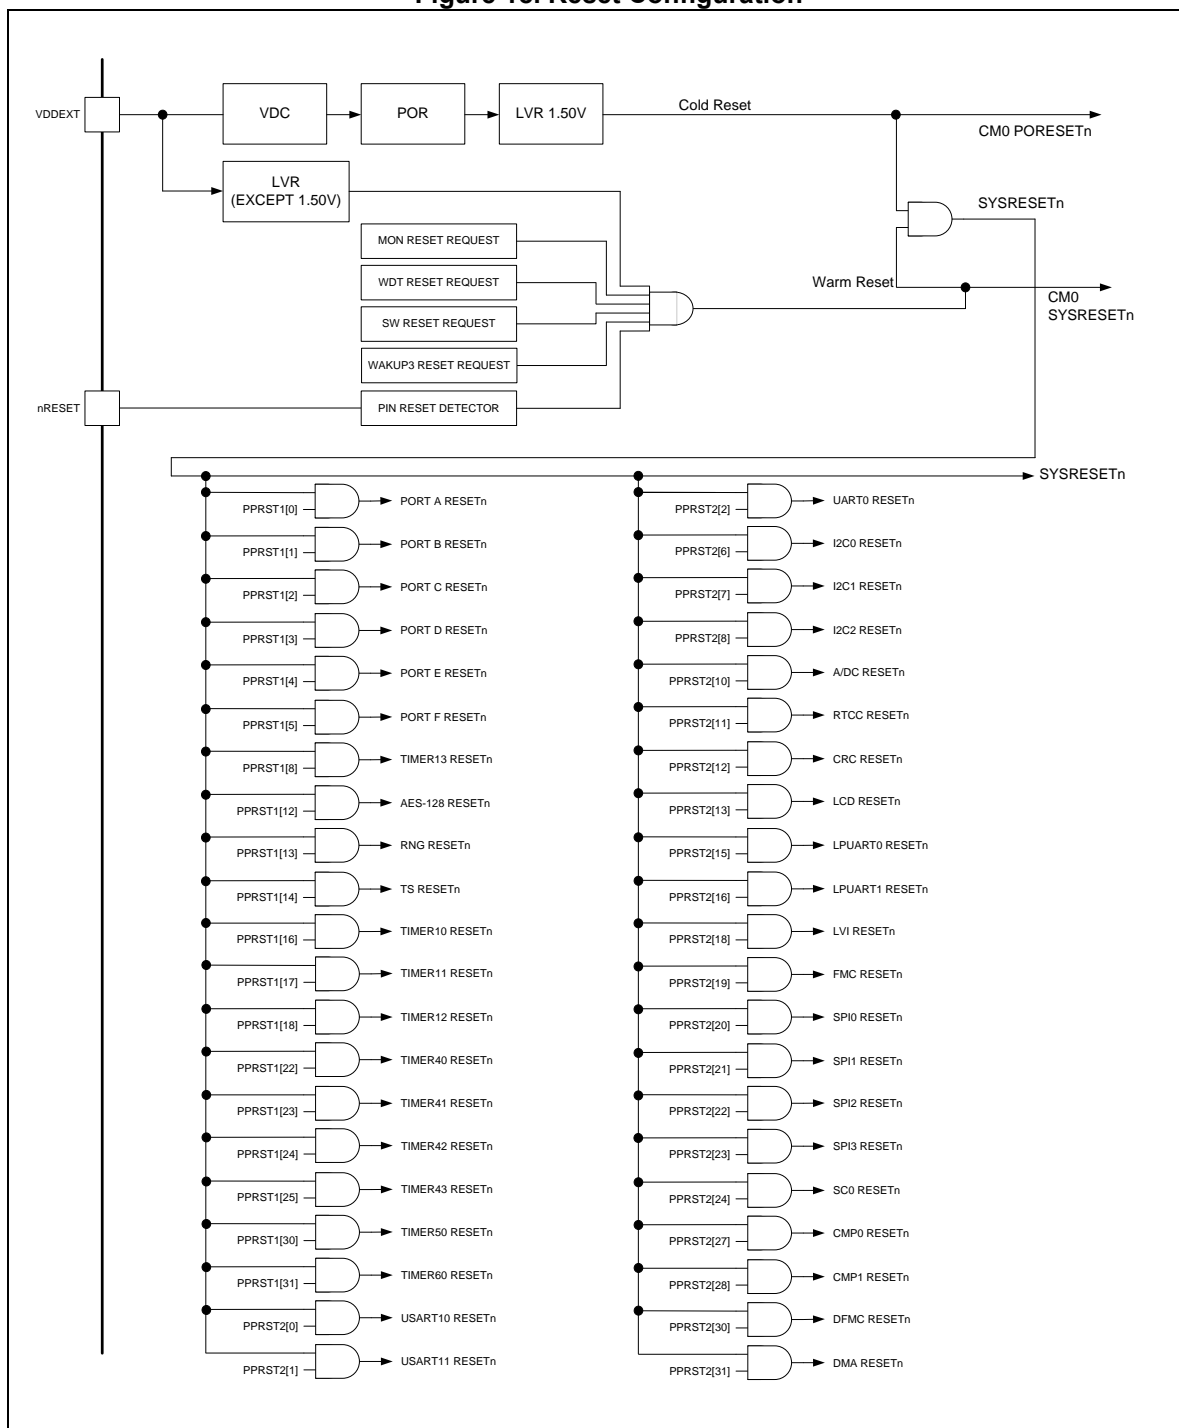 Figure 18. Reset Configuration
VDDEXT
VDC
POR
LVR 1.50V
Cold Reset
CM0 PORESETn
LVR
(EXCEPT 1.50V)
SYSRESETn
MON RESET REQUEST
WDT RESET REQUEST
Warm Reset
CM0
SYSRESETn
SW RESET REQUEST
WAKUP3 RESET REQUEST
nRESET
PIN RESET DETECTOR
SYSRESETn
PPRST1[0]
PORT A RESETn
PPRST1[1]
PORT B RESETn
PPRST1[2]
PORT C RESETn
PPRST1[3]
PORT D RESETn
PPRST1[4]
PORT E RESETn
PPRST1[5]
PORT F RESETn
PPRST1[8]
TIMER13 RESETn
PPRST1[12]
AES-128 RESETn
PPRST1[13]
RNG RESETn
PPRST1[14]
TS RESETn
PPRST1[16]
TIMER10 RESETn
PPRST1[17]
TIMER11 RESETn
PPRST1[18]
TIMER12 RESETn
PPRST1[22]
TIMER40 RESETn
PPRST1[23]
TIMER41 RESETn
PPRST1[24]
TIMER42 RESETn
PPRST1[25]
TIMER43 RESETn
PPRST1[30]
TIMER50 RESETn
PPRST1[31]
TIMER60 RESETn
PPRST2[0]
USART10 RESETn
PPRST2[1]
USART11 RESETn
PPRST2[2]
UART0 RESETn
PPRST2[6]
I2C0 RESETn
PPRST2[7]
I2C1 RESETn
PPRST2[8]
I2C2 RESETn
PPRST2[10]
A/DC RESETn
PPRST2[11]
RTCC RESETn
PPRST2[12]
CRC RESETn
PPRST2[13]
LCD RESETn
PPRST2[15]
LPUART0 RESETn
PPRST2[16]
LPUART1 RESETn
PPRST2[18]
LVI RESETn
PPRST2[19]
FMC RESETn
PPRST2[20]
SPI0 RESETn
PPRST2[21]
SPI1 RESETn
PPRST2[22]
SPI2 RESETn
PPRST2[23]
SPI3 RESETn
PPRST2[24]
SC0 RESETn
PPRST2[27]
CMP0 RESETn
PPRST2[28]
CMP1 RESETn
PPRST2[30]
DFMC RESETn
PPRST2[31]
DMA RESETn